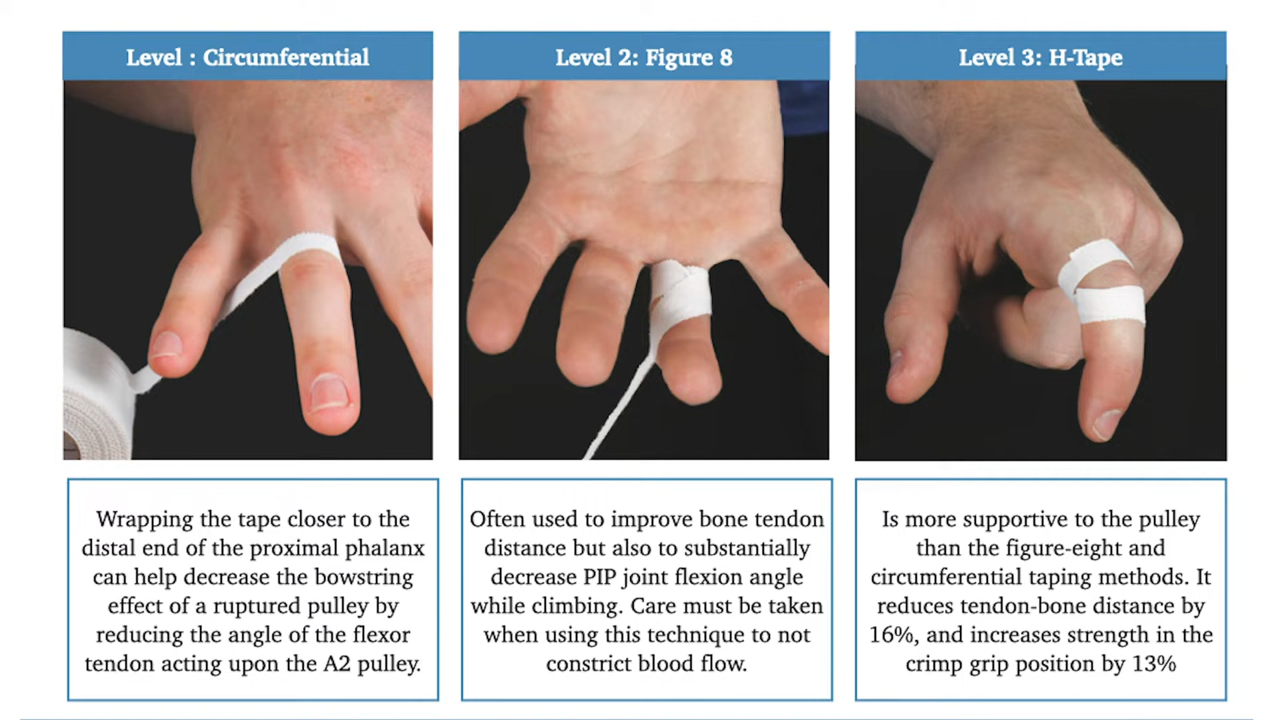 Level : Circumferential
Level 2: Figure 8
Level 3: H-Tape
Wrapping the tape closer to the
distal end of the proximal phalanx
can help decrease the bowstring
effect of a ruptured pulley by
reducing the angle of the flexor
tendon acting upon the A2 pulley.
Often used to improve bone tendon
distance but also to substantially
decrease PIP joint flexion angle
while climbing. Care must be taken
when using this technique to not
constrict blood flow.
Is more supportive to the pulley
than the figure-eight and
circumferential taping methods. It
reduces tendon-bone distance by
16%, and increases strength in the
crimp grip position by 13%